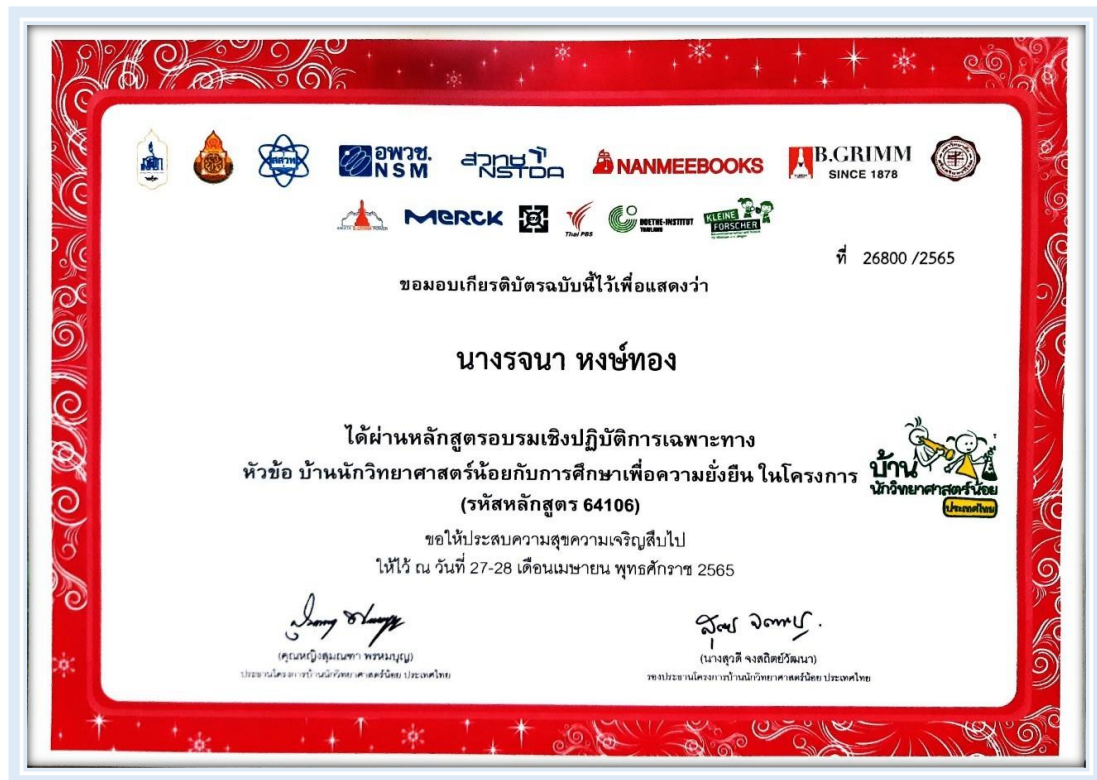 สสวท
อพวช.
NSM
สวทช
NSTDA
NANMEEBOOKS
B.GRIMM
SINCE 1878
MERCK
Thai PBS
GOETHE-INSTITUT
THAILAND
KLEINE
FORSCHER
ที่ 26800 /2565
ขอมอบเกียรติบัตรฉบับนี้ไว้เพื่อแสดงว่า
นางรจนา หงษ์ทอง
ได้ผ่านหลักสูตรอบรมเชิงปฏิบัติการเฉพาะทาง
หัวข้อ บ้านนักวิทยาศาสตร์น้อยกับการศึกษาเพื่อความยั่งยืน ในโครงการ
บ้าน
นักวิทยาศาสตร์น้อย
ประเทศไทย
(รหัสหลักสูตร 64106)
ขอให้ประสบความสุขความเจริญสืบไป
ให้ไว้ ณ วันที่ 27-28 เดือนเมษายน พุทธศักราช 2565
(คุณหญิงสุมณฑา พรหมบุญ)
ประธานโครงการบ้านนักวิทยาศาสตร์น้อย ประเทศไทย
(นางสุวดี จงสถิตย์วัฒนา)
รองประธานโครงการบ้านนักวิทยาศาสตร์น้อย ประเทศไทย